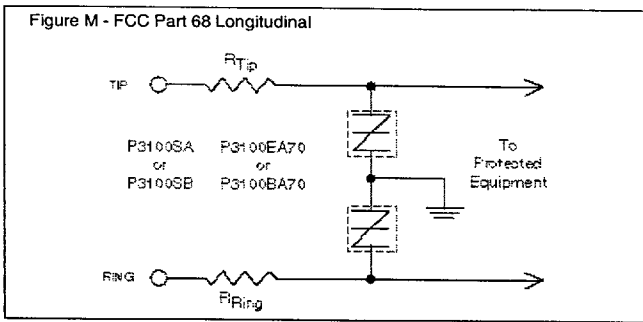 Figure M - FCC Part 68 Longitudinal
RTip
TIP
P3100SA P3100EA70
or or
P3100SB P3100BA70
To
Protected
Equipment
RING
RRing